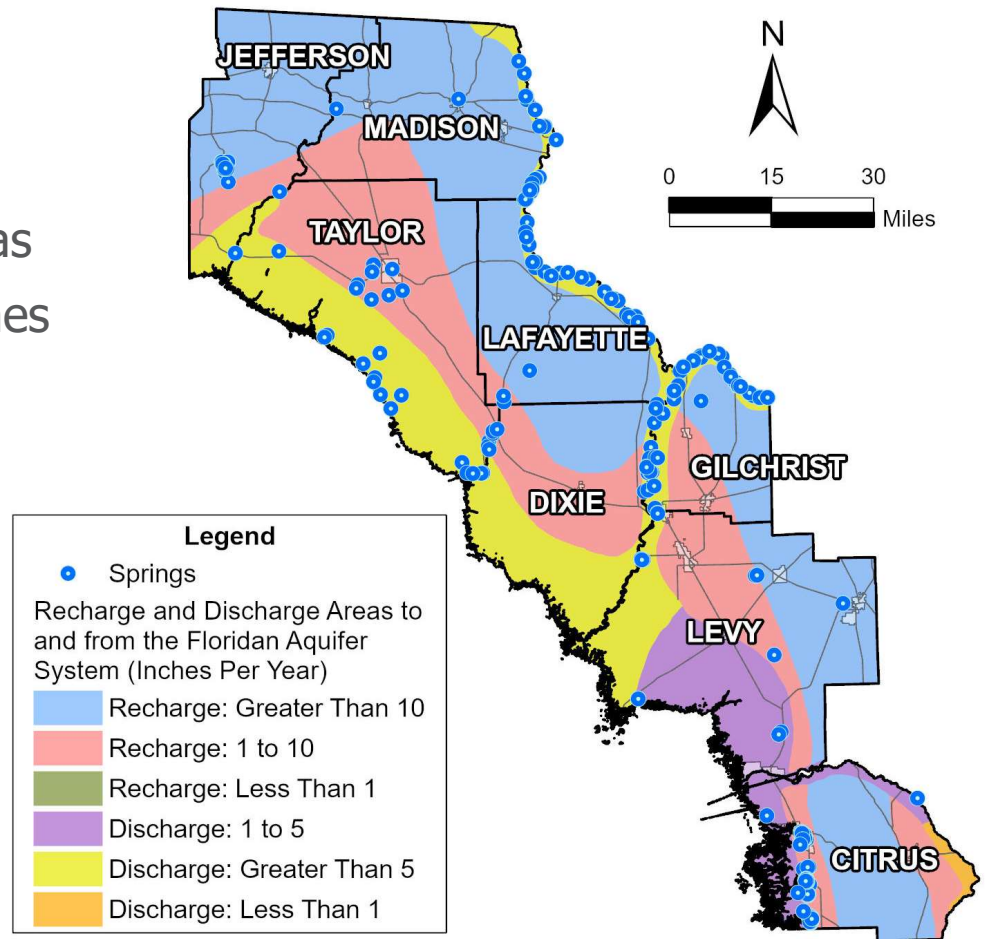 as
nes
JEFFERSON
MADISON
TAYLOR
LAFAYETTE
GILCHRIST
DIXIE
LEVY
CITRUS
N
0 15 30
Miles
Legend
Springs
Recharge and Discharge Areas to
and from the Floridan Aquifer
System (Inches Per Year)
Recharge: Greater Than 10
Recharge: 1 to 10
Recharge: Less Than 1
Discharge: 1 to 5
Discharge: Greater Than 5
Discharge: Less Than 1